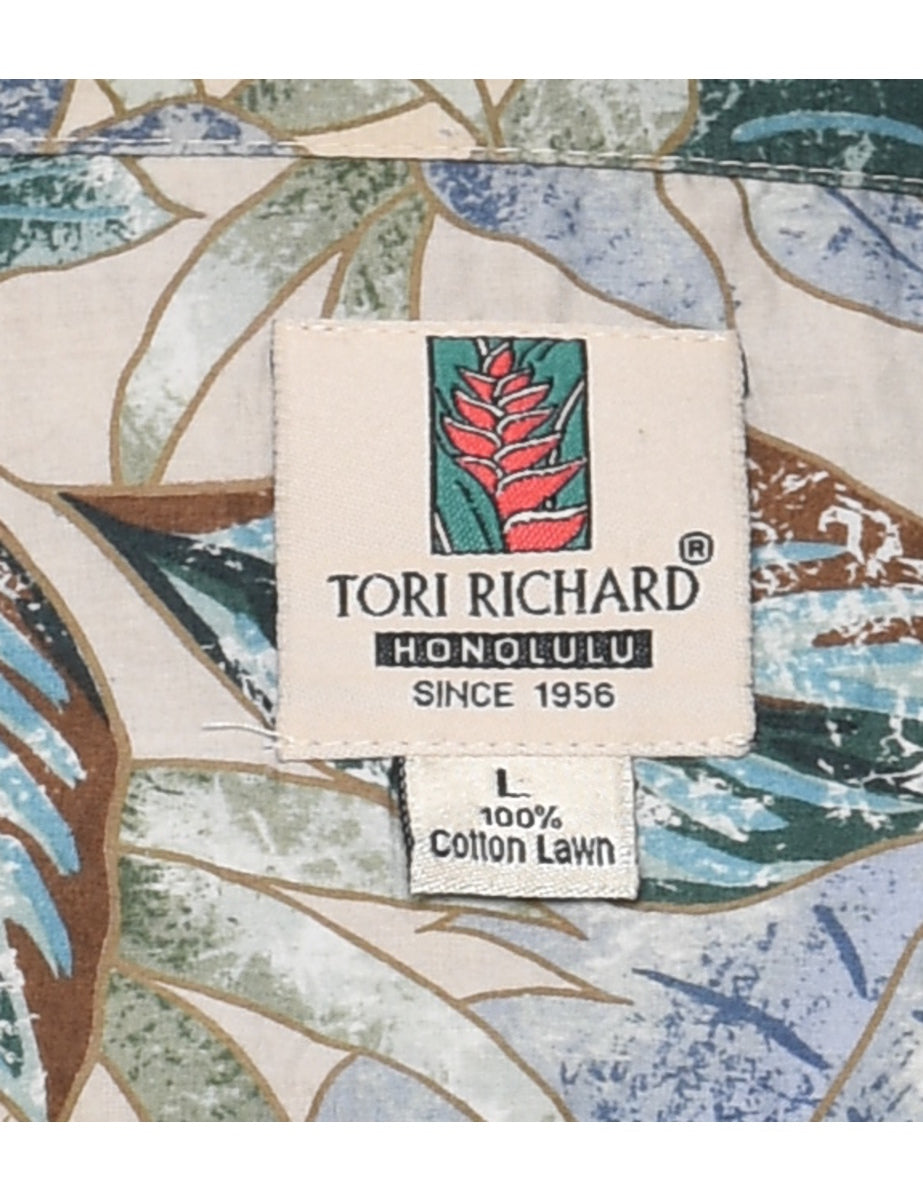 TORI RICHARD®
HONOLULU
SINCE 1956
L
100%
Cotton Lawn